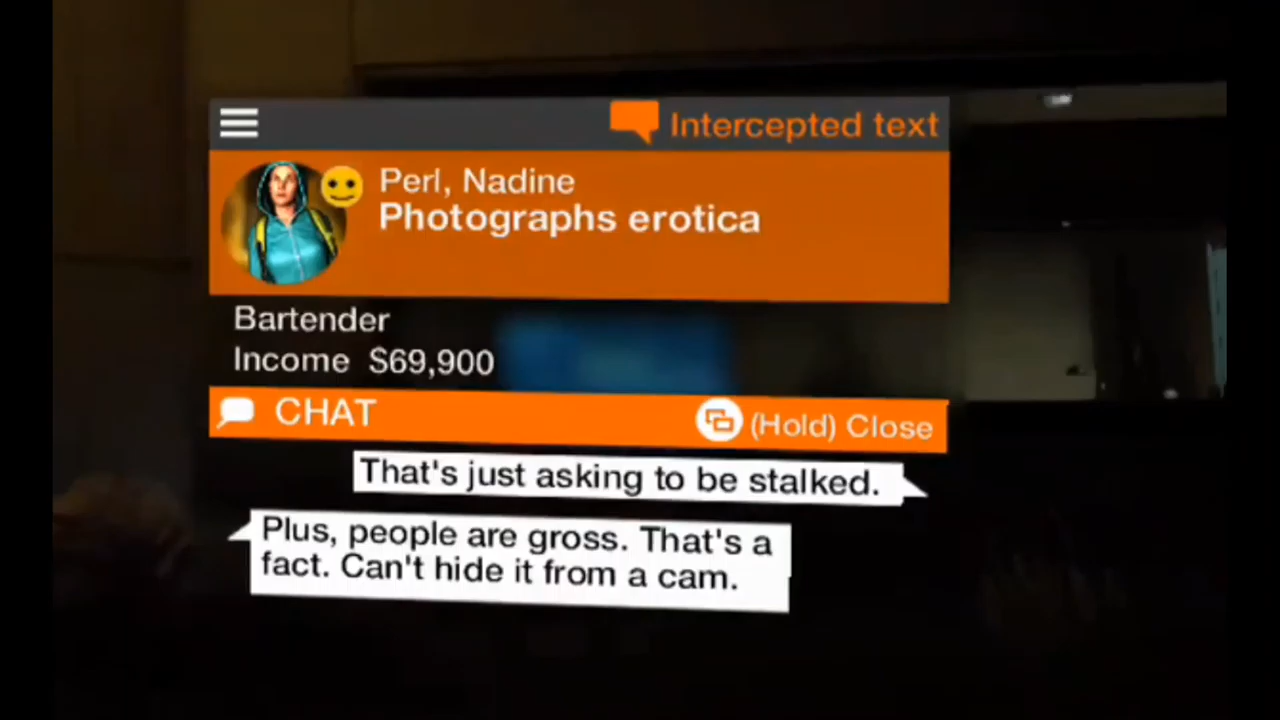 Intercepted text
Perl, Nadine
Photographs erotica
Bartender
Income $69,900
CHAT
(Hold) Close
That's just asking to be stalked.
Plus, people are gross. That's a
fact. Can't hide it from a cam.